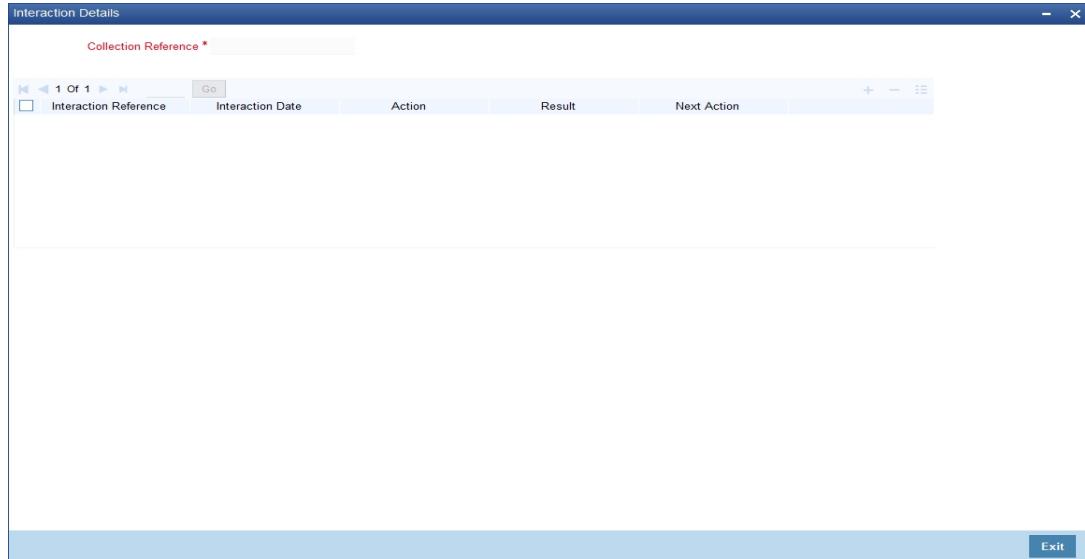 Interaction Details
Collection Reference *
1 Of 1 Go
Interaction Reference Interaction Date Action Result Next Action
Exit